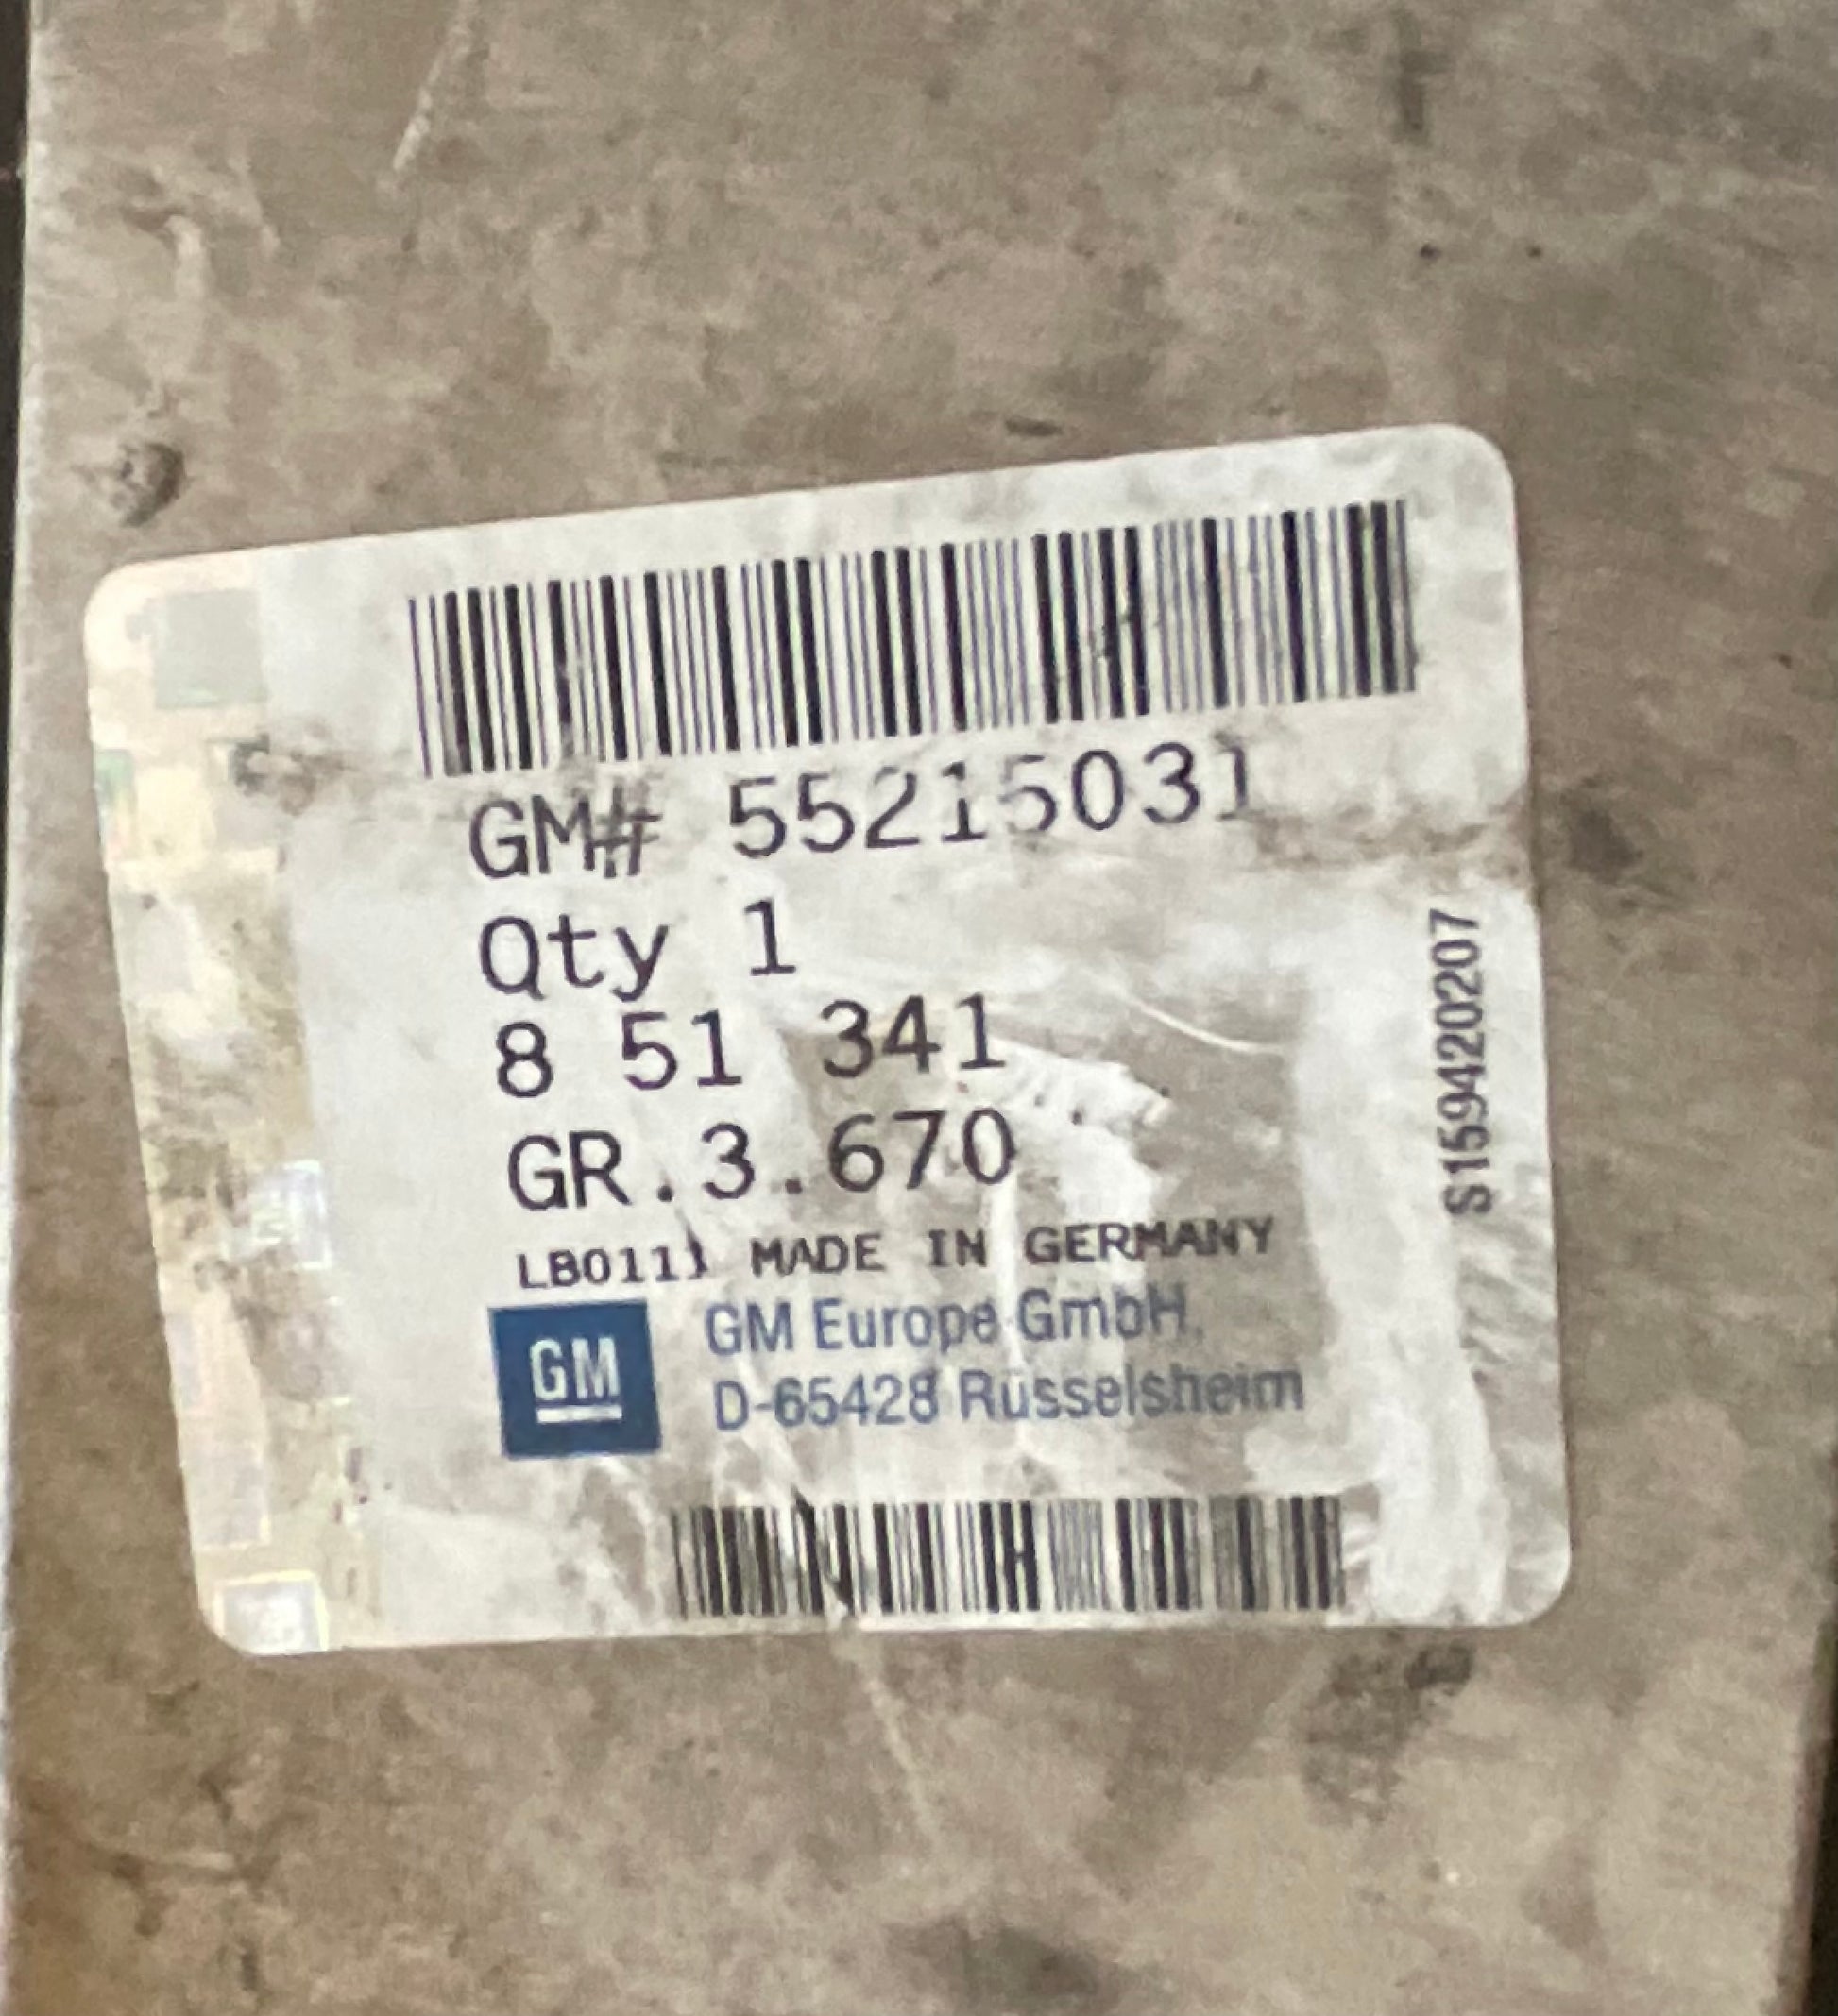 GM# 55215031
Qty 1
8 51 341
GR.3.670
LB0111 MADE IN GERMANY
GM
GM Europe GmbH,
D-65428 Rüsselsheim
S159420207